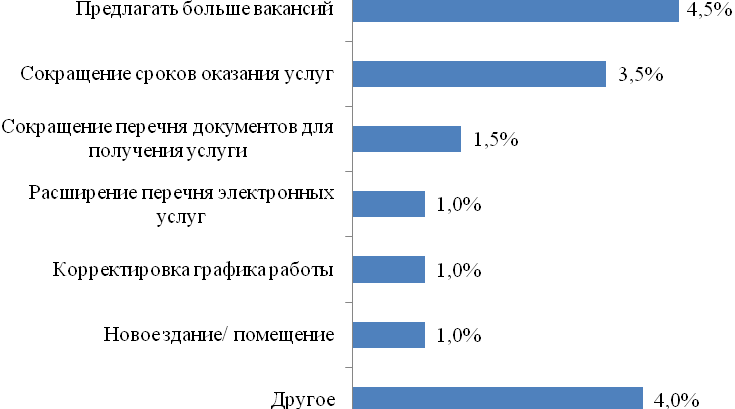 Предлагать больше вакансий 4,5%
Сокращение сроков оказания услуг 3,5%
Сокращение перечня документов для
получения услуги 1,5%
Расширение перечня электронных
услуг 1,0%
Корректировка графика работы 1,0%
Новое здание/ помещение 1,0%
Другое 4,0%